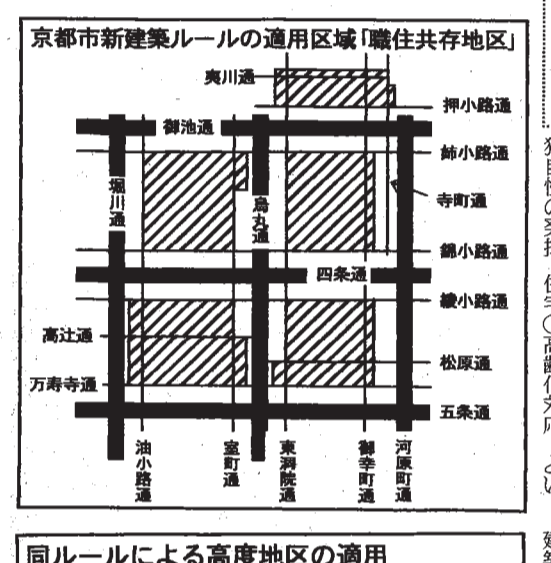 京都市新建築ルールの適用区域「職住共存地区」
夷川通
押小路通
御池通
姉小路通
堀川通
烏丸通
寺町通
錦小路通
四条通
綾小路通
高辻通
松原通
万寿寺通
五条通
油小路通
室町通
東洞院通
御幸町通
河原町通
同ルールによる高度地区の適用